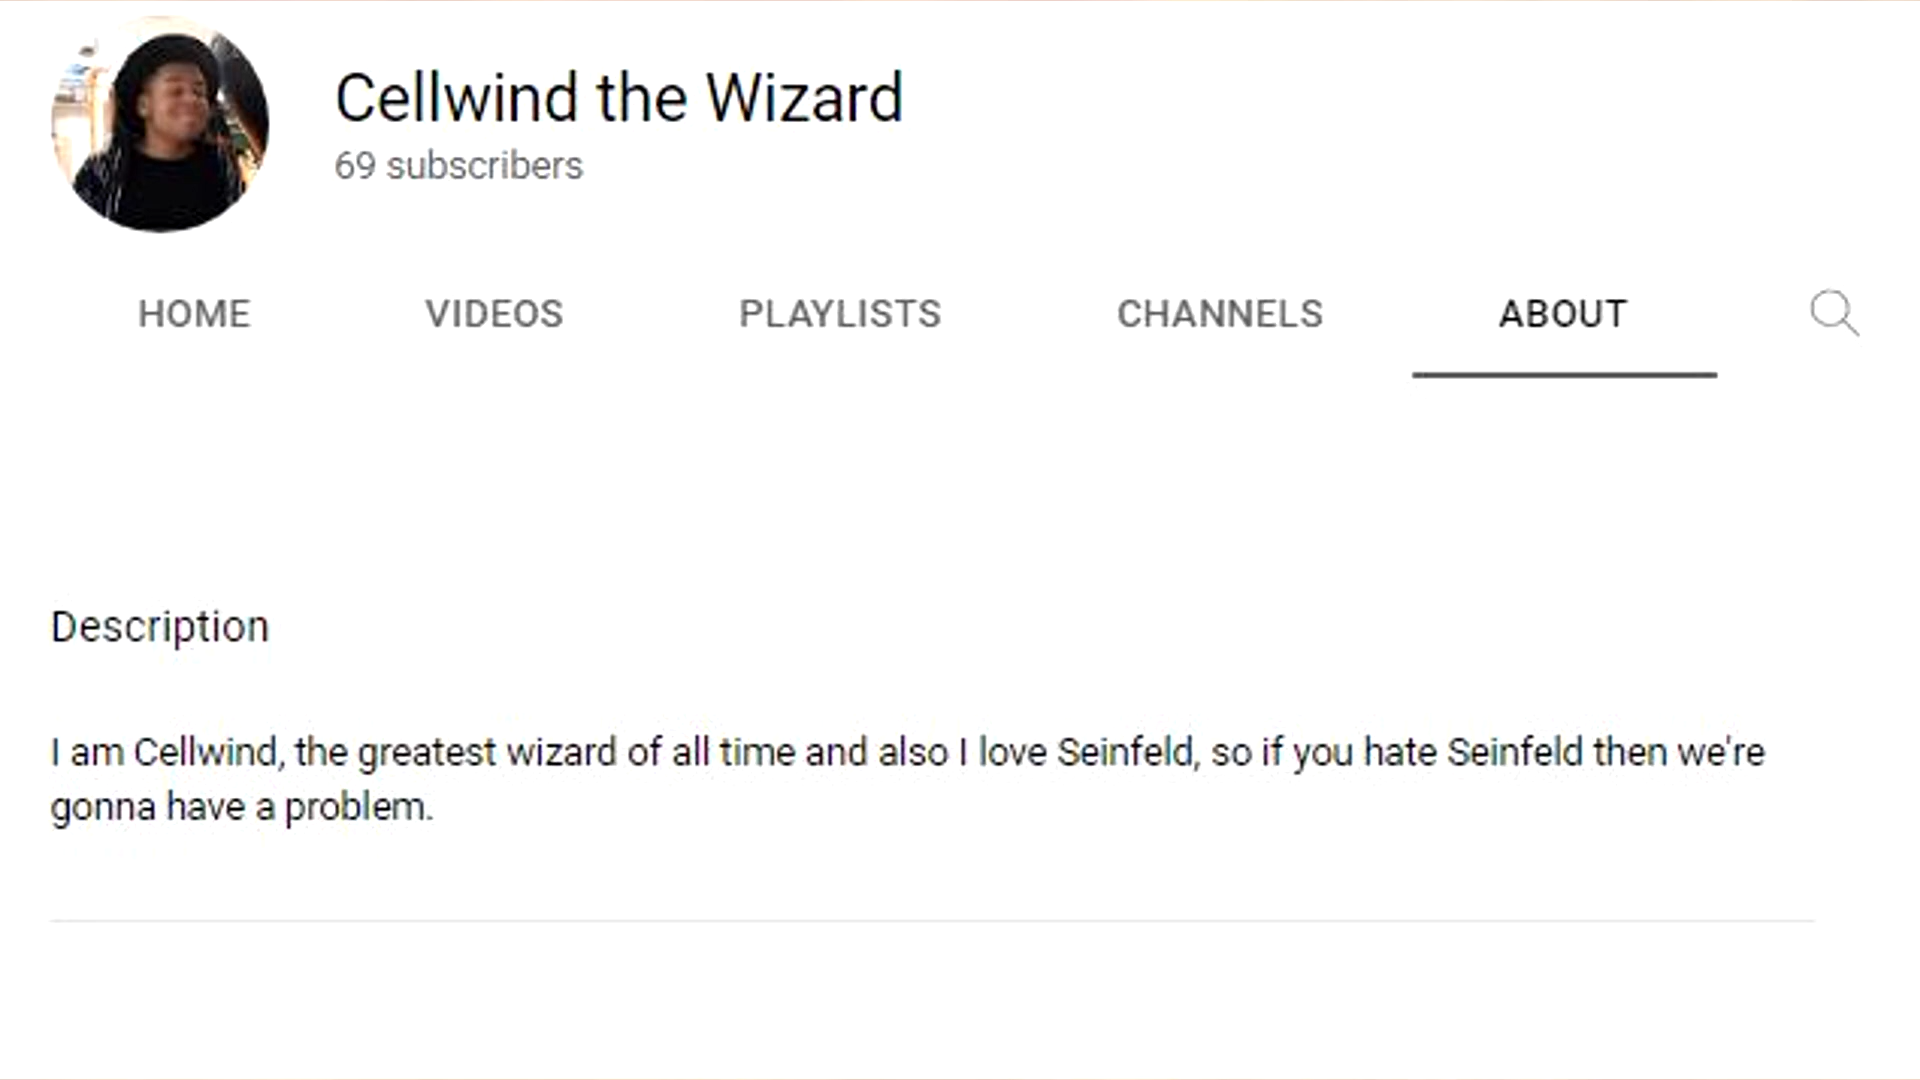 Cellwind the Wizard
69 subscribers
HOME VIDEOS PLAYLISTS CHANNELS ABOUT
Description
I am Cellwind, the greatest wizard of all time and also I love Seinfeld, so if you hate Seinfeld then we're
gonna have a problem.